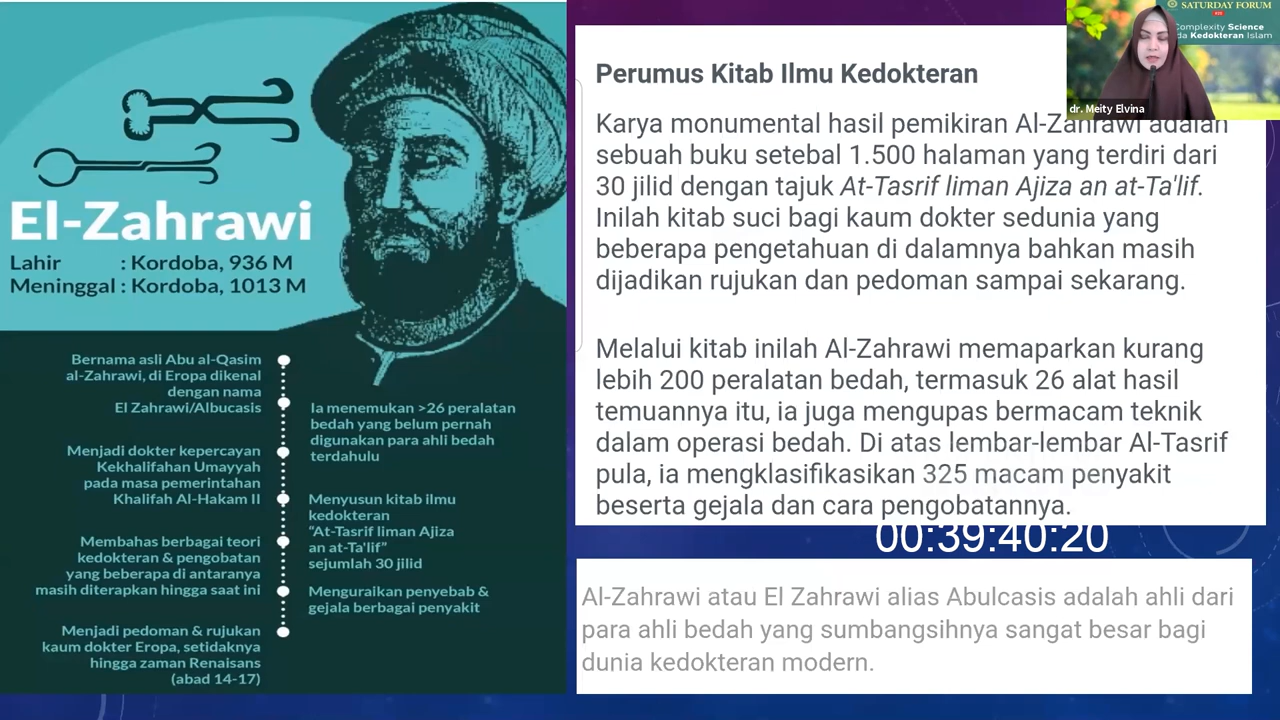 El-Zahrawi
Lahir : Kordoba, 936 M
Meninggal : Kordoba, 1013 M
Bernama asli Abu al-Qasim
al-Zahrawi, di Eropa dikenal
dengan nama
El Zahrawi/Albucasis
Ia menemukan >26 peralatan
bedah yang belum pernah
digunakan para ahli bedah
terdahulu
Menjadi dokter kepercayan
Kekhalifahan Umayyah
pada masa pemerintahan
Khalifah Al-Hakam II
Menyusun kitab ilmu
kedokteran
“At-Tasrif liman Ajiza
an at-Ta'lif”
sejumlah 30 jilid
Membahas berbagai teori
kedokteran & pengobatan
yang beberapa di antaranya
masih diterapkan hingga saat ini
Menguraikan penyebab &
gejala berbagai penyakit
Menjadi pedoman & rujukan
kaum dokter Eropa, setidaknya
hingga zaman Renaisans
(abad 14-17)
Perumus Kitab Ilmu Kedokteran
Karya monumental hasil pemikiran Al-Zahrawi adalah
sebuah buku setebal 1.500 halaman yang terdiri dari
30 jilid dengan tajuk At-Tasrif liman Ajiza an at-Ta'lif.
Inilah kitab suci bagi kaum dokter sedunia yang
beberapa pengetahuan di dalamnya bahkan masih
dijadikan rujukan dan pedoman sampai sekarang.
Melalui kitab inilah Al-Zahrawi memaparkan kurang
lebih 200 peralatan bedah, termasuk 26 alat hasil
temuannya itu, ia juga mengupas bermacam teknik
dalam operasi bedah. Di atas lembar-lembar Al-Tasrif
pula, ia mengklasifikasikan 325 macam penyakit
beserta gejala dan cara pengobatannya.
00:39:40:20
Al-Zahrawi atau El Zahrawi alias Abulcasis adalah ahli dari
para ahli bedah yang sumbangsihnya sangat besar bagi
dunia kedokteran modern.
SATURDAY FORUM
Complexity Science
Kedokteran Islam
dr. Meity Elvina